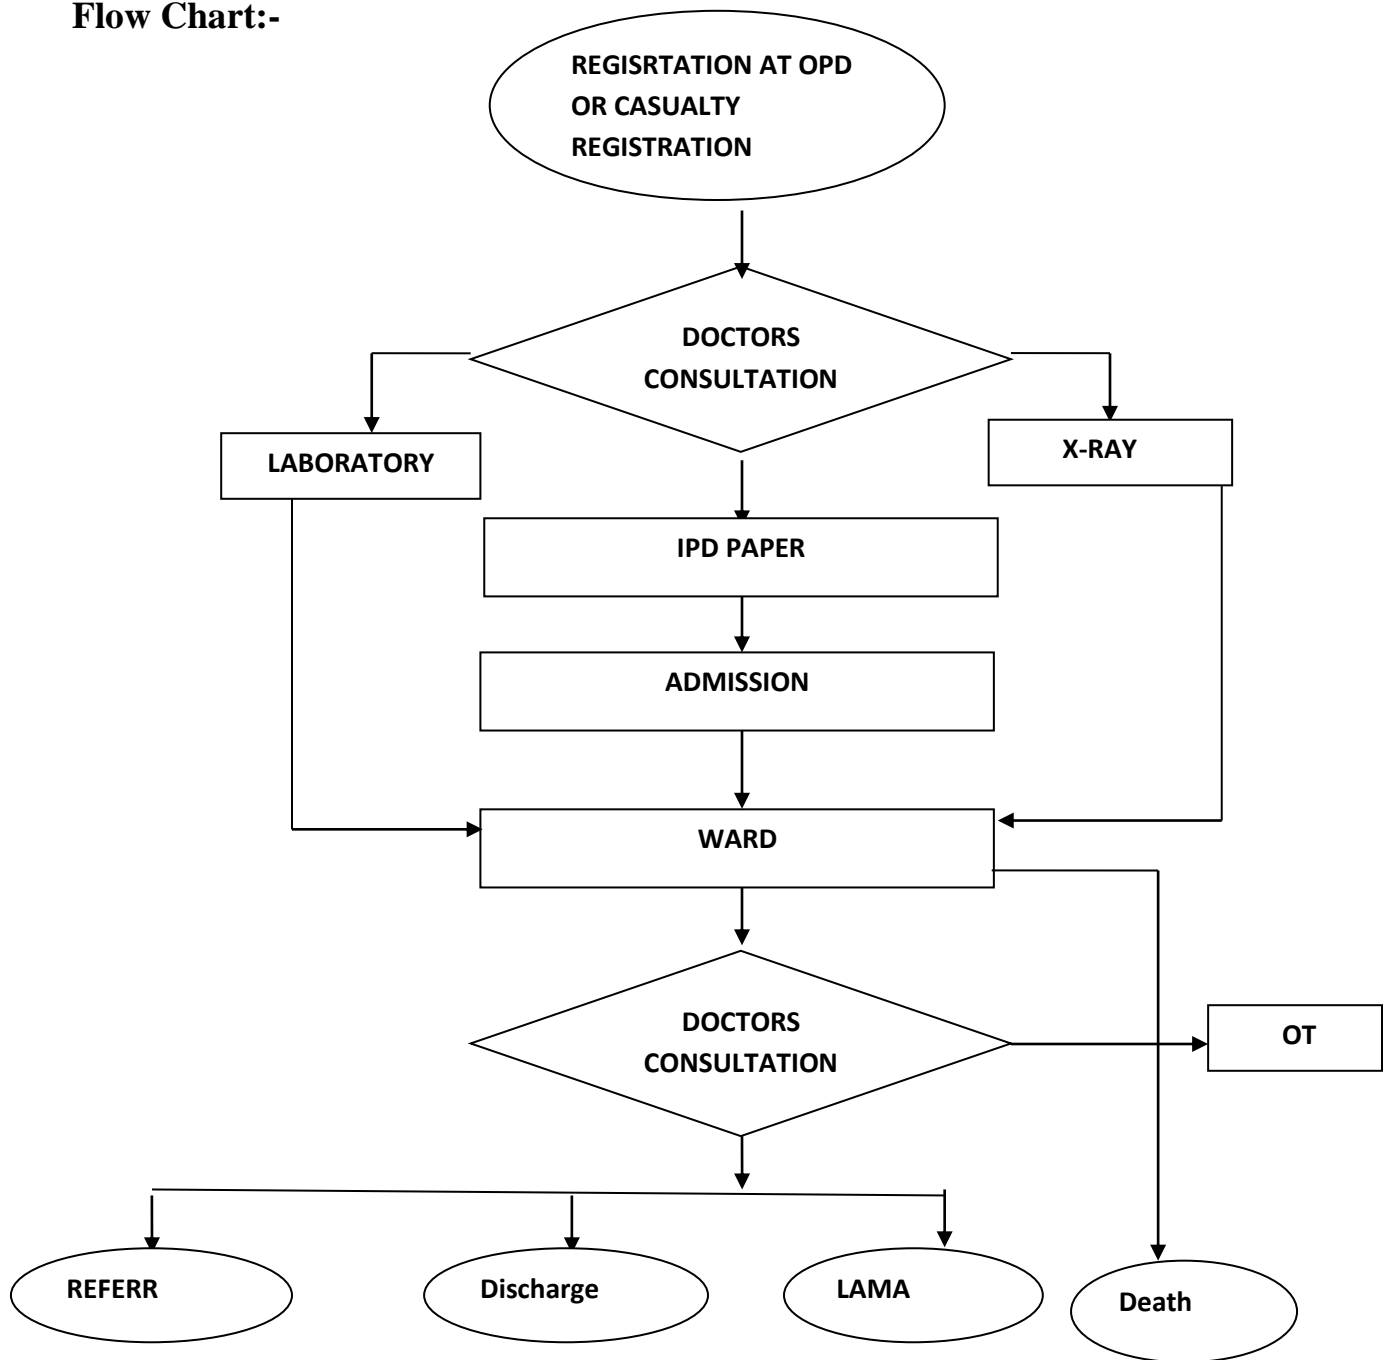 Flow Chart:-
REGISRTATION AT OPD
OR CASUALTY
REGISTRATION
DOCTORS
CONSULTATION
LABORATORY
X-RAY
IPD PAPER
ADMISSION
WARD
DOCTORS
CONSULTATION
OT
REFERR
Discharge
LAMA
Death